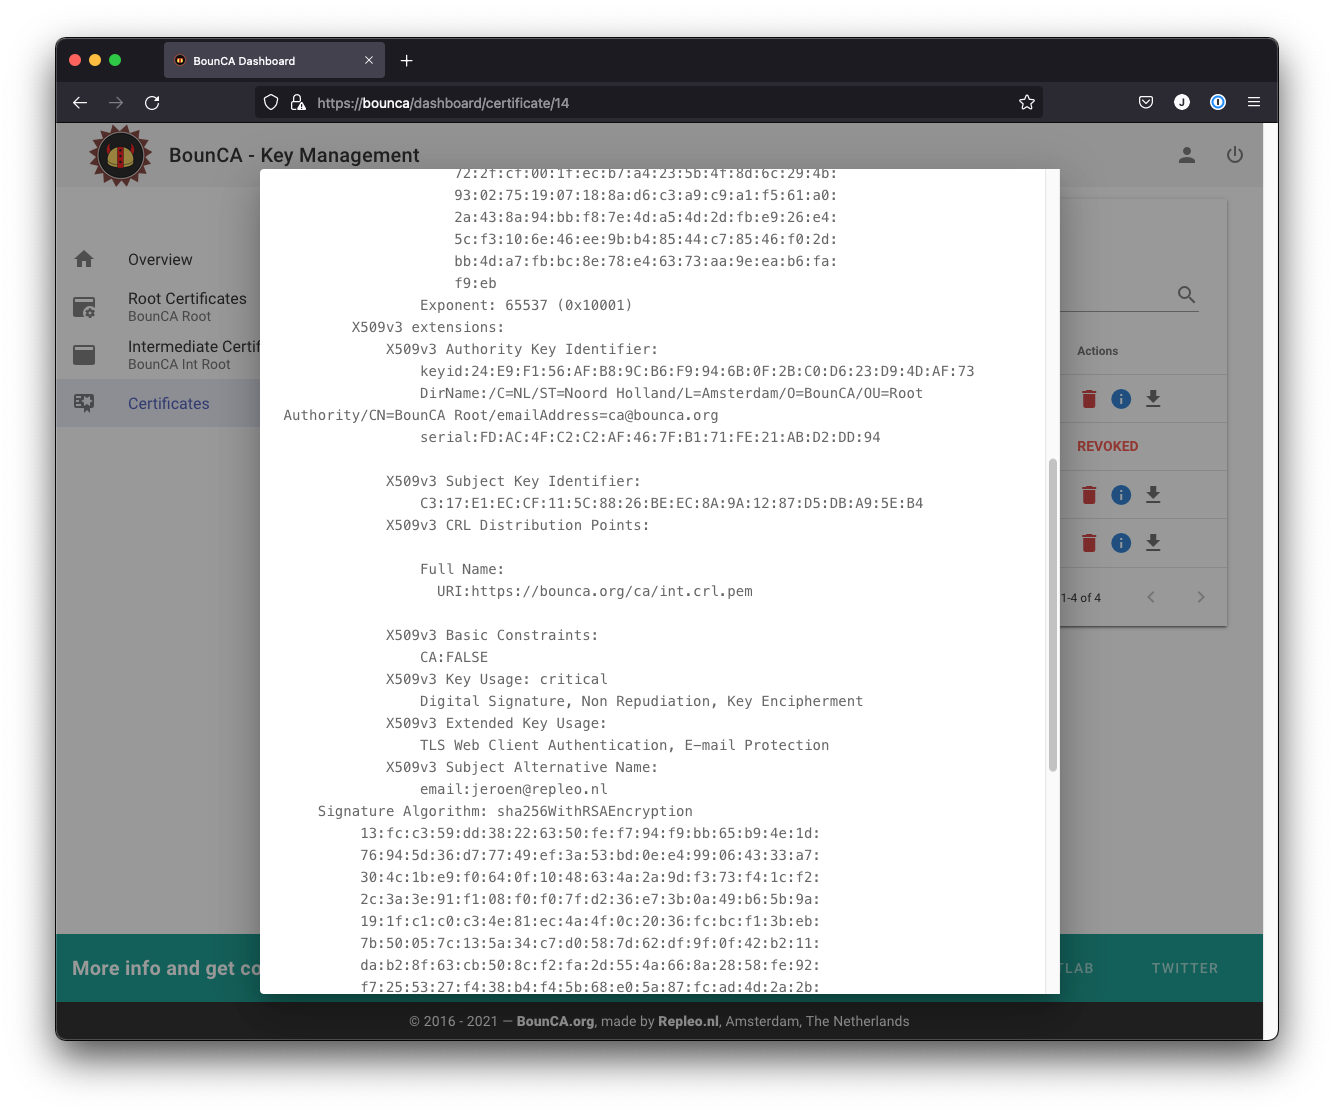 BounCA Dashboard
https://bounca/dashboard/certificate/14
J
BounCA - Key Management
Overview
Root Certificates
BounCA Root
Intermediate Certif
BounCA Int Root
Certificates
72:2f:cf:00:1f:ec:b7:a4:23:5b:4f:8d:6c:29:4b:
93:02:75:19:07:18:8a:d6:c3:a9:c9:a1:f5:61:a0:
2a:43:8a:94:bb:f8:7e:4d:a5:4d:2d:fb:e9:26:e4:
5c:f3:10:6e:46:ee:9b:b4:85:44:c7:85:46:f0:2d:
bb:4d:a7:fb:bc:8e:78:e4:63:73:aa:9e:ea:b6:fa:
f9:eb
Exponent: 65537 (0x10001)
X509v3 extensions:
X509v3 Authority Key Identifier:
keyid:24:E9:F1:56:AF:B8:9C:B6:F9:94:6B:0F:2B:C0:D6:23:D9:4D:AF:73
DirName:/C=NL/ST=Noord Holland/L=Amsterdam/O=BounCA/OU=Root
Authority/CN=BounCA Root/emailAddress=ca@bounca.org
serial:FD:AC:4F:C2:C2:AF:46:7F:B1:71:FE:21:AB:D2:DD:94
X509v3 Subject Key Identifier:
C3:17:E1:EC:CF:11:5C:88:26:BE:EC:8A:9A:12:87:D5:DB:A9:5E:B4
X509v3 CRL Distribution Points:
Full Name:
URI:https://bounca.org/ca/int.crl.pem
X509v3 Basic Constraints:
CA:FALSE
X509v3 Key Usage: critical
Digital Signature, Non Repudiation, Key Encipherment
X509v3 Extended Key Usage:
TLS Web Client Authentication, E-mail Protection
X509v3 Subject Alternative Name:
email:jeroen@repleo.nl
Signature Algorithm: sha256WithRSAEncryption
13:fc:c3:59:dd:38:22:63:50:fe:f7:94:f9:bb:65:b9:4e:1d:
76:94:5d:36:d7:77:49:ef:3a:53:bd:0e:e4:99:06:43:33:a7:
30:4c:1b:e9:f0:64:0f:10:48:63:4a:2a:9d:f3:73:f4:1c:f2:
2c:3a:3e:91:f1:08:f0:f0:7f:d2:36:e7:3b:0a:49:b6:5b:9a:
19:1f:c1:c0:c3:4e:81:ec:4a:4f:0c:20:36:fc:bc:f1:3b:eb:
7b:50:05:7c:13:5a:34:c7:d0:58:7d:62:df:9f:0f:42:b2:11:
da:b2:8f:63:cb:50:8c:f2:fa:2d:55:4a:66:8a:28:58:fe:92:
f7:25:53:27:f4:38:b4:f4:5b:68:e0:5a:87:fc:ad:4d:2a:2b:
Actions
REVOKED
1-4 of 4
More info and get co
TLAB
TWITTER
© 2016 - 2021 — BounCA.org, made by Repleo.nl, Amsterdam, The Netherlands